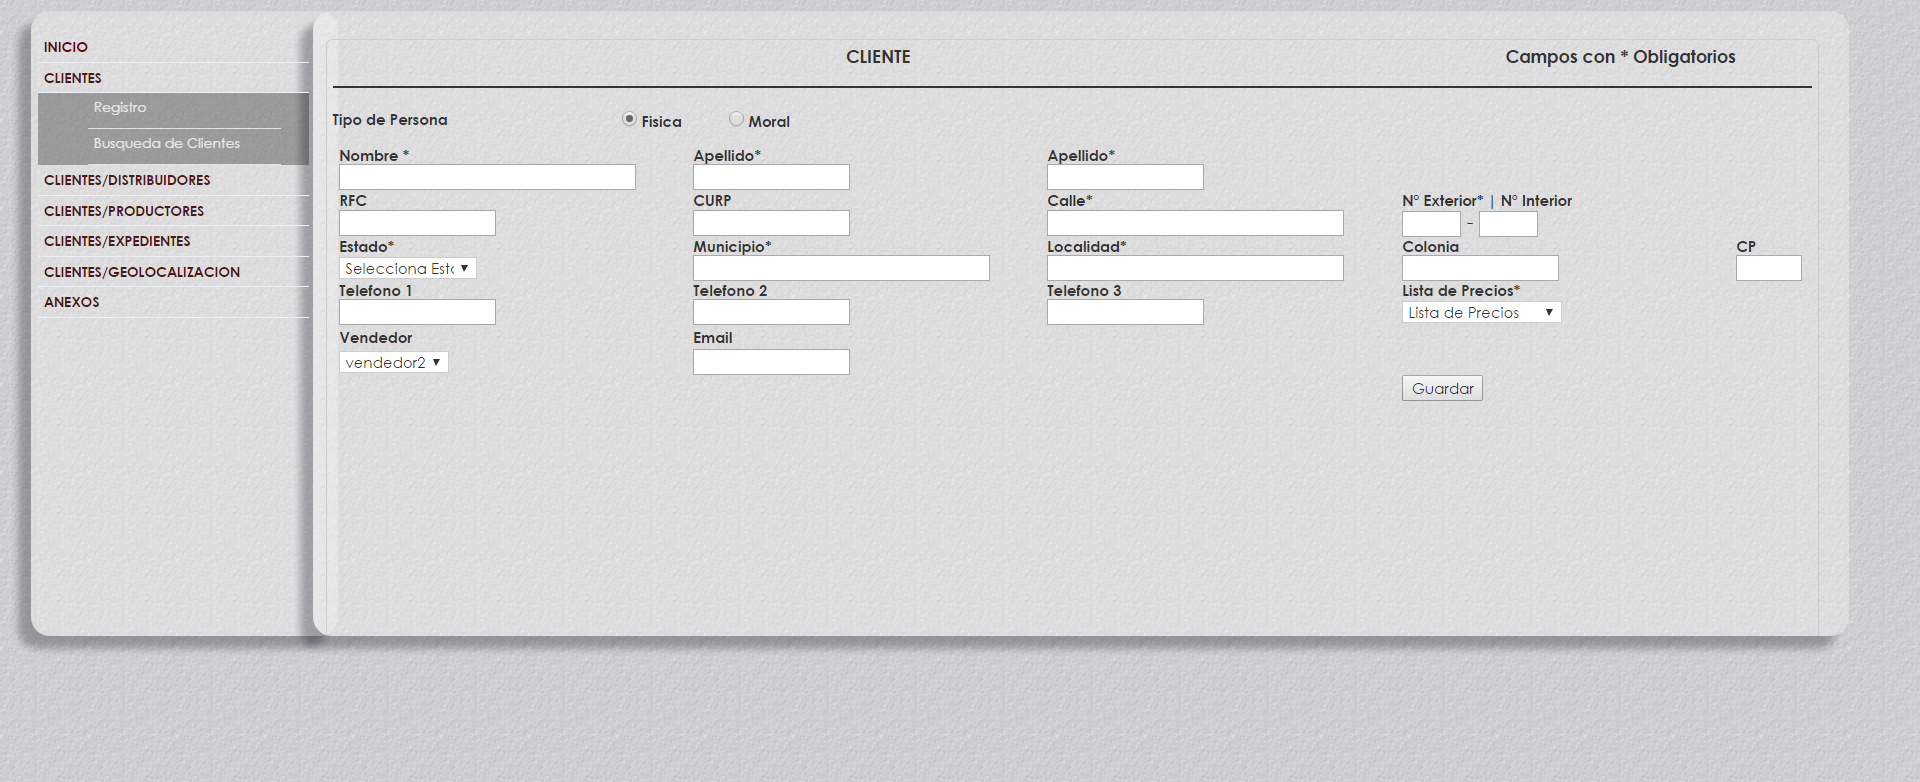 INICIO
CLIENTES
Registro
Busqueda de Clientes
CLIENTES/DISTRIBUIDORES
CLIENTES/PRODUCTORES
CLIENTES/EXPEDIENTES
CLIENTES/GEOLOCALIZACION
ANEXOS
CLIENTE
Campos con * Obligatorios
Tipo de Persona Fisica Moral
Nombre * Apellido* Apellido*
RFC CURP Calle* N° Exterior* | N° Interior
-
Estado* Municipio* Localidad* Colonia CP
Selecciona Esta
Telefono 1 Telefono 2 Telefono 3 Lista de Precios*
Lista de Precios
Vendedor Email
vendedor2
Guardar